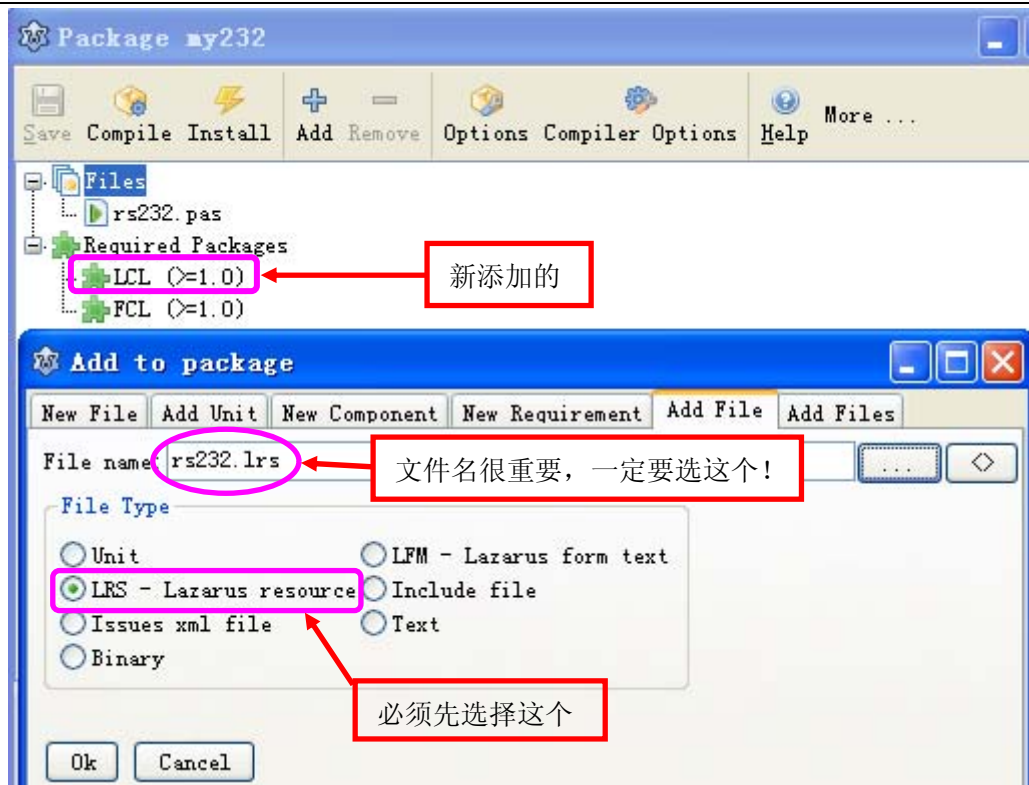 Package my232
Save Compile Install Add Remove Options Compiler Options Help More ...
Files
rs232.pas
Required Packages
LCL (>=1.0)
新添加的
FCL (>=1.0)
Add to package
New File Add Unit New Component New Requirement Add File Add Files
File name: rs232.lrs
文件名很重要，一定要选这个！
... <>
File Type
Unit LFM - Lazarus form text
LRS - Lazarus resource Include file
Issues xml file Text
Binary
必须先选择这个
Ok Cancel